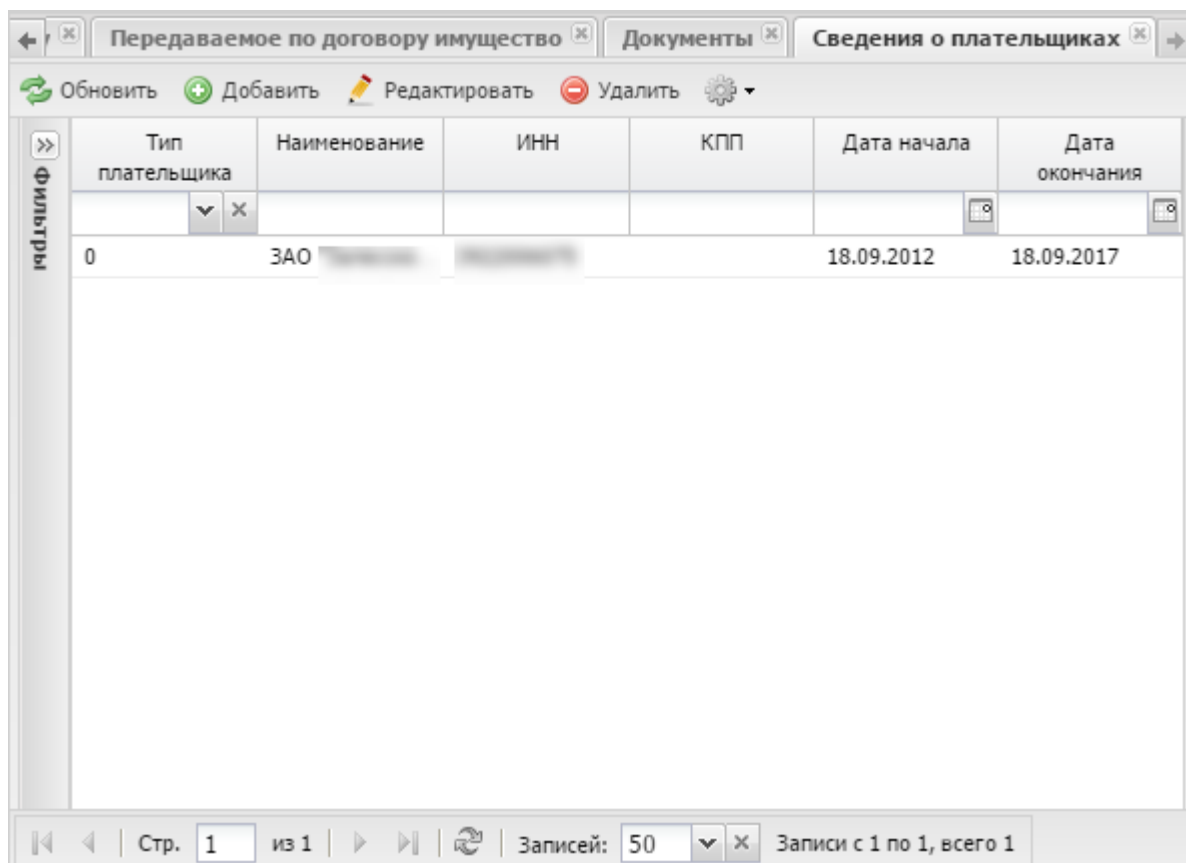 Передаваемое по договору имущество Документы Сведения о плательщиках
Обновить Добавить Редактировать Удалить
Фильтры
Тип плательщика Наименование ИНН КПП Дата начала Дата окончания
0 ЗАО 18.09.2012 18.09.2017
Стр. 1 из 1 Записей: 50 Записи с 1 по 1, всего 1